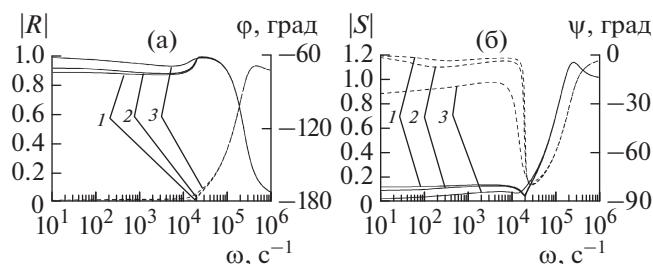 |R| (а) φ, град |S| (б) ψ, град
1.0 −60 1.2 0
0.8 1.0
0.8 −30
0.6 3
2 −120 0.6 1 2 3
0.4 1 0.4 −60
0.2 0.2
0 −180 0 −90
10¹ 10² 10³ 10⁴ 10⁵ 10⁶ 10¹ 10² 10³ 10⁴ 10⁵ 10⁶
ω, с⁻¹ ω, с⁻¹